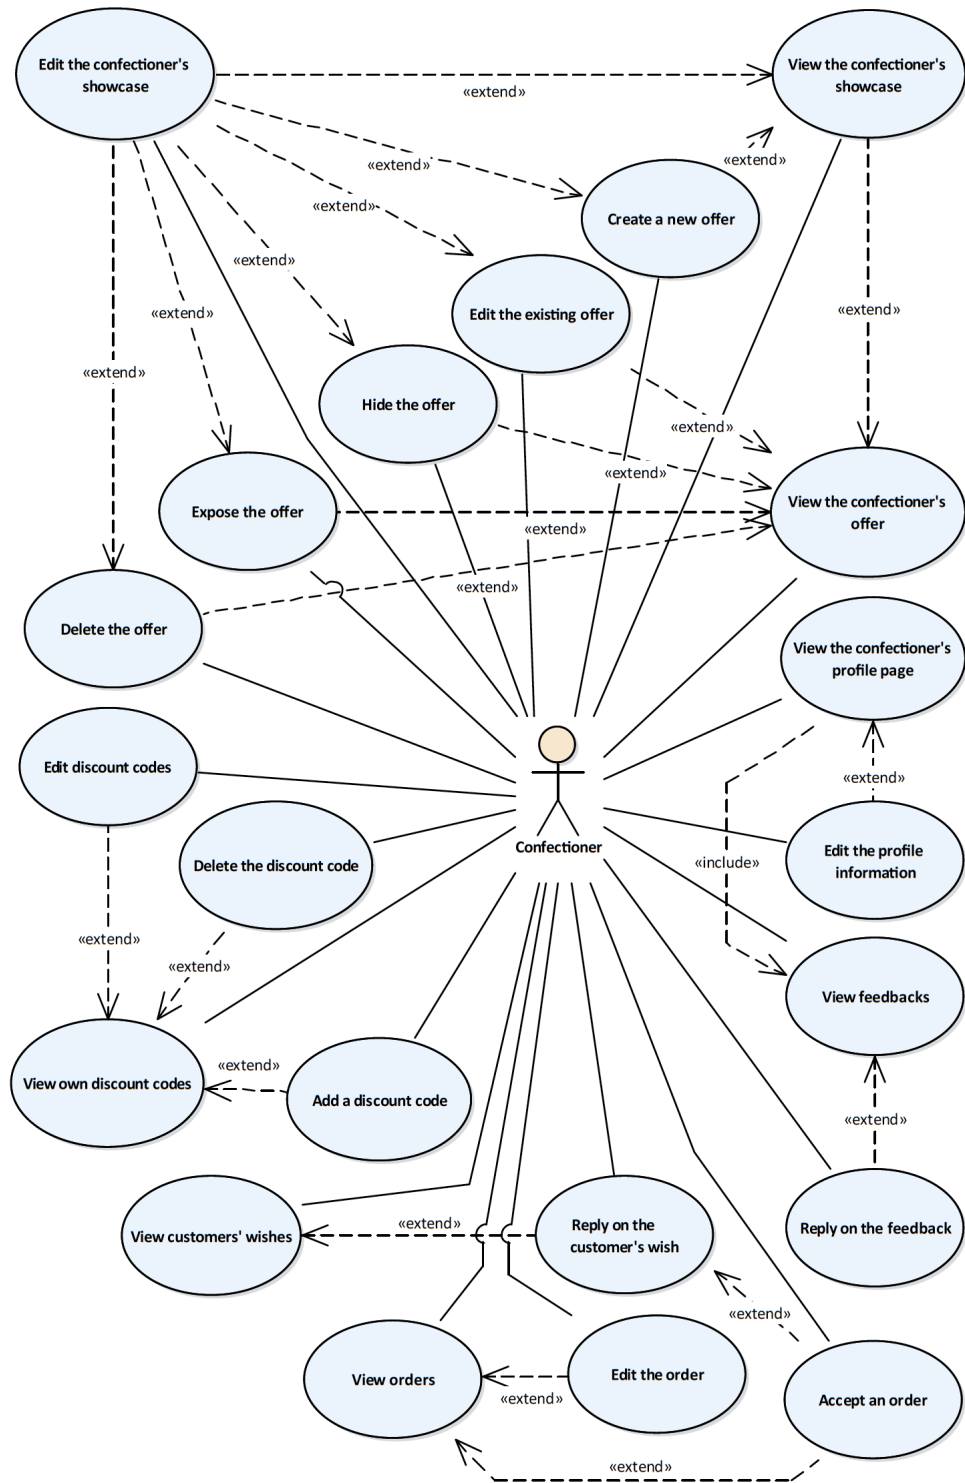 Edit the confectioner's
showcase
View the confectioner's
showcase
«extend»
«extend»
«extend»
«extend»
Create a new offer
«extend»
«extend»
Edit the existing offer
«extend»
«extend»
«extend»
Hide the offer
«extend»
«extend»
View the confectioner's
offer
Expose the offer
«extend»
«extend»
Delete the offer
View the confectioner's
profile page
Edit discount codes
«extend»
Confectioner
Delete the discount code
«include»
Edit the profile
information
«extend»
«extend»
View feedbacks
View own discount codes
«extend»
Add a discount code
«extend»
View customers' wishes
«extend»
Reply on the
customer's wish
Reply on the feedback
«extend»
View orders
«extend»
Edit the order
Accept an order
«extend»